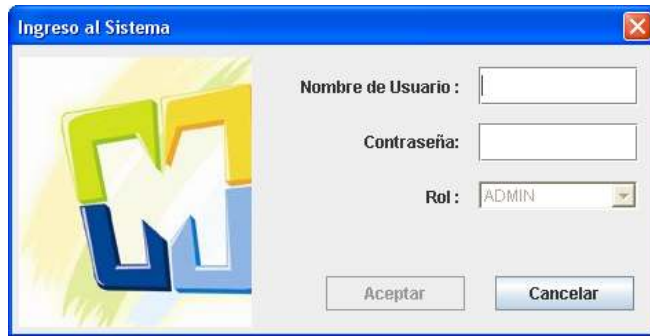 Ingreso al Sistema
Nombre de Usuario :
Contraseña:
Rol :
ADMIN
Aceptar
Cancelar